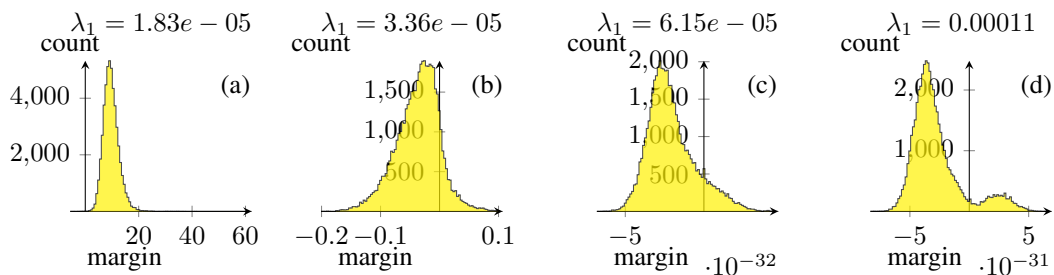 λ₁ = 1.83e − 05
count
(a)
4,000
2,000
20 40 60
margin
λ₁ = 3.36e − 05
count
(b)
1,500
1,000
500
−0.2 −0.1 0.1
margin
λ₁ = 6.15e − 05
count
(c)
2,000
1,500
1,000
500
−5
margin
·10−32
λ₁ = 0.00011
count
(d)
2,000
1,000
−5 5
margin
·10−31